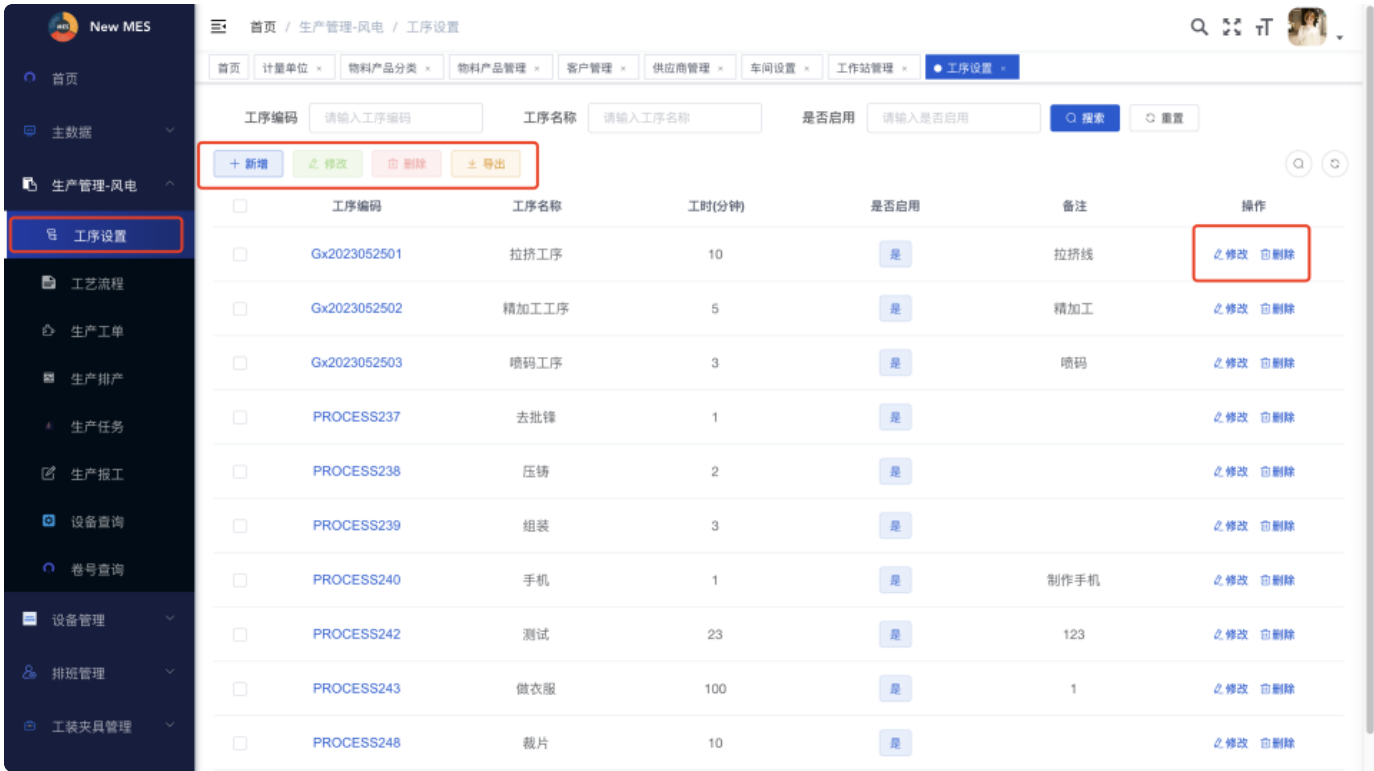 New MES
首页
主数据
生产管理-风电
工序设置
工艺流程
生产工单
生产排产
生产任务
生产报工
设备查询
卷号查询
设备管理
排班管理
工装夹具管理
首页 / 生产管理-风电 / 工序设置
首页 计量单位 × 物料产品分类 × 物料产品管理 × 客户管理 × 供应商管理 × 车间设置 × 工作站管理 × 工序设置 ×
工序编码 请输入工序编码 工序名称 请输入工序名称 是否启用 请输入是否启用 搜索 重置
+ 新增 修改 删除 导出
工序编码 工序名称 工时(分钟) 是否启用 备注 操作
Gx2023052501 拉挤工序 10 是 拉挤线 修改 删除
Gx2023052502 精加工工序 5 是 精加工 修改 删除
Gx2023052503 喷码工序 3 是 喷码 修改 删除
PROCESS237 去批锋 1 是 修改 删除
PROCESS238 压铸 2 是 修改 删除
PROCESS239 组装 3 是 修改 删除
PROCESS240 手机 1 是 制作手机 修改 删除
PROCESS242 测试 23 是 123 修改 删除
PROCESS243 做衣服 100 是 1 修改 删除
PROCESS248 裁片 10 是 修改 删除